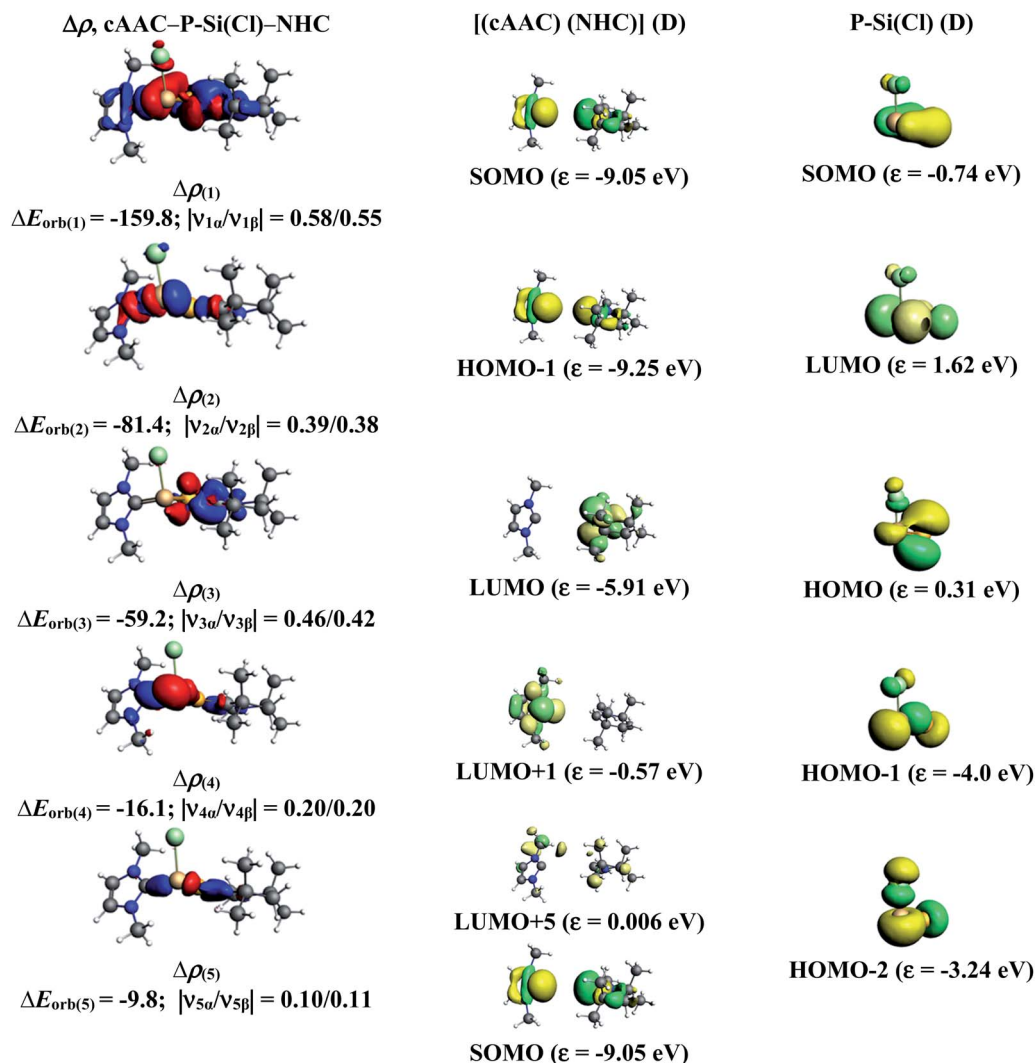 Δρ, cAAC–P-Si(Cl)–NHC
[(cAAC) (NHC)] (D)
P-Si(Cl) (D)
Δρ(1)
ΔEorb(1) = -159.8; |ν1α/ν1β| = 0.58/0.55
SOMO (ε = -9.05 eV)
SOMO (ε = -0.74 eV)
Δρ(2)
ΔEorb(2) = -81.4; |ν2α/ν2β| = 0.39/0.38
HOMO-1 (ε = -9.25 eV)
LUMO (ε = 1.62 eV)
Δρ(3)
ΔEorb(3) = -59.2; |ν3α/ν3β| = 0.46/0.42
LUMO (ε = -5.91 eV)
HOMO (ε = 0.31 eV)
Δρ(4)
ΔEorb(4) = -16.1; |ν4α/ν4β| = 0.20/0.20
LUMO+1 (ε = -0.57 eV)
HOMO-1 (ε = -4.0 eV)
Δρ(5)
ΔEorb(5) = -9.8; |ν5α/ν5β| = 0.10/0.11
LUMO+5 (ε = 0.006 eV)
HOMO-2 (ε = -3.24 eV)
SOMO (ε = -9.05 eV)